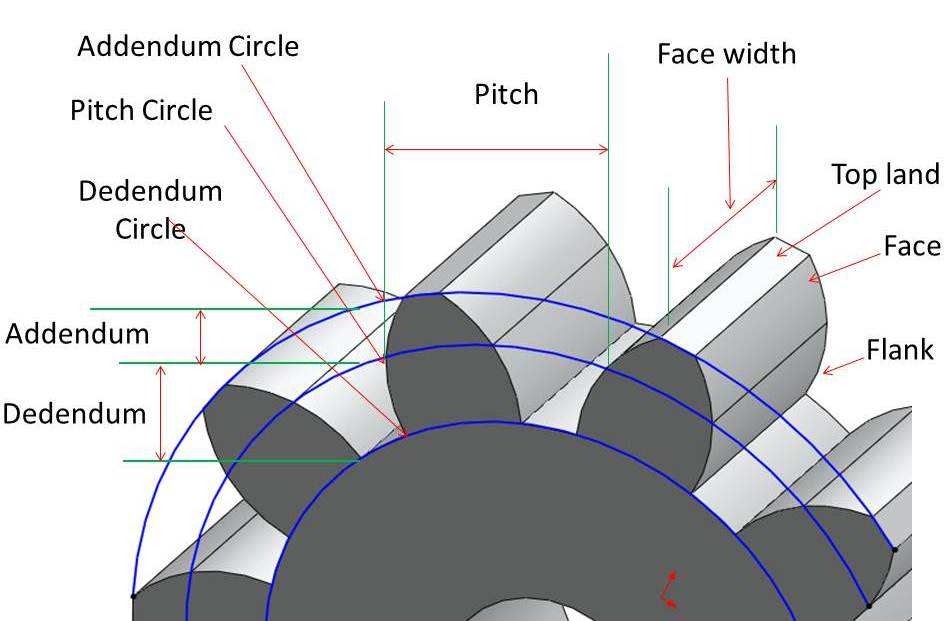 Addendum Circle
Face width
Pitch
Pitch Circle
Top land
Dedendum
Circle
Face
Addendum
Flank
Dedendum